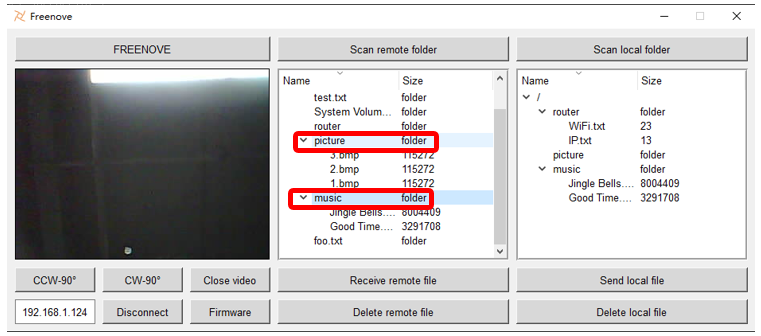 Freenove
FREENOVE
Scan remote folder
Scan local folder
Name Size
test.txt folder
System Volum... folder
router folder
picture folder
3.bmp 115272
2.bmp 115272
1.bmp 115272
music folder
Jingle Bells.... 8004409
Good Time.... 3291708
foo.txt folder
Name Size
/
router folder
WiFi.txt 23
IP.txt 13
picture folder
music folder
Jingle Bells.... 8004409
Good Time.... 3291708
CCW-90° CW-90° Close video Receive remote file Send local file
192.168.1.124 Disconnect Firmware Delete remote file Delete local file